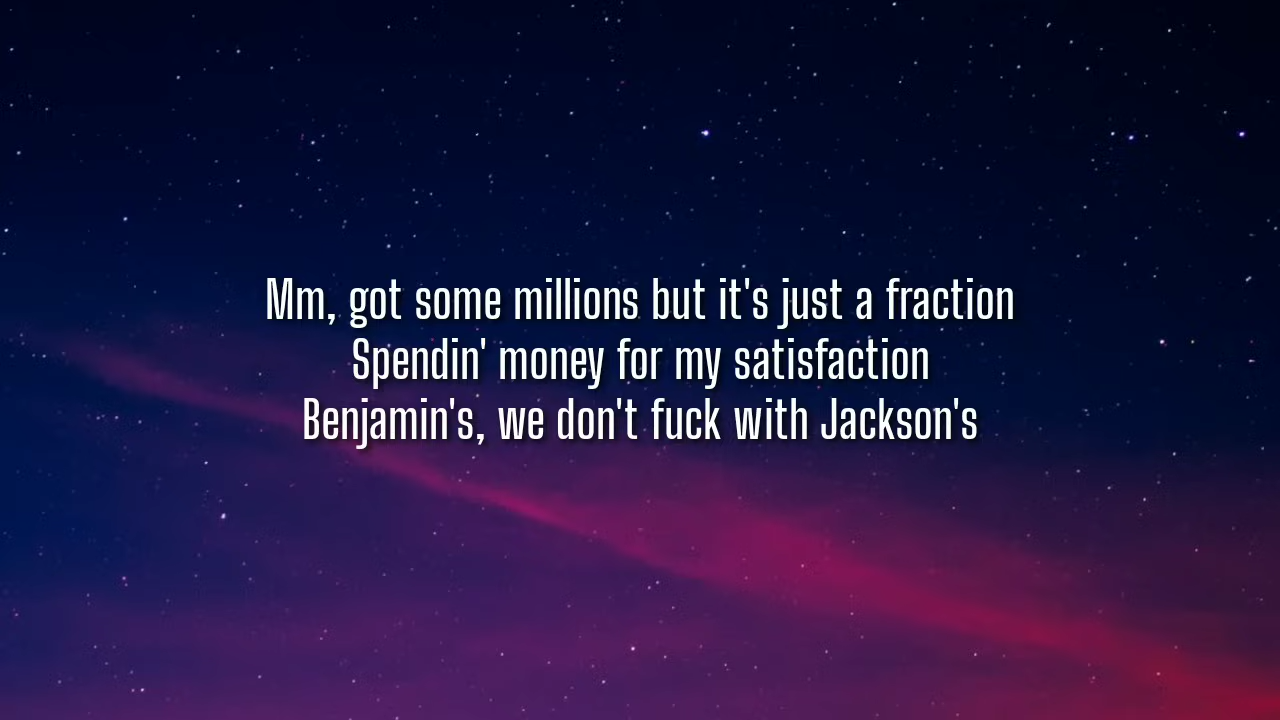 Mm, got some millions but it's just a fraction
Spendin' money for my satisfaction
Benjamin's, we don't fuck with Jackson's